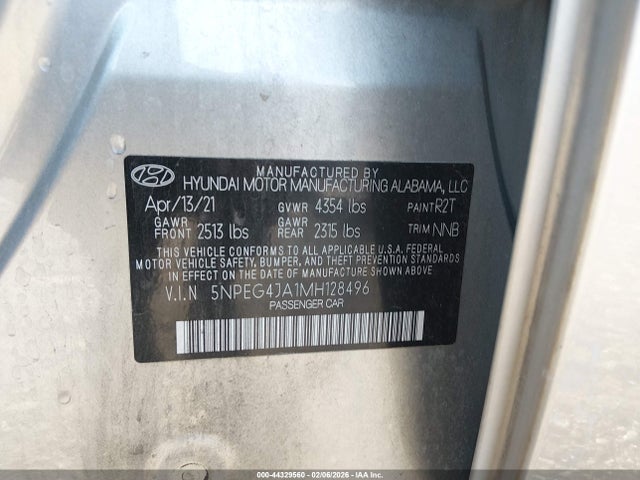 MANUFACTURED BY
HYUNDAI MOTOR MANUFACTURING ALABAMA, LLC
Apr/13/21 GVWR 4354 lbs PAINT R2T
GAWR FRONT 2513 lbs GAWR REAR 2315 lbs TRIM NNB
THIS VEHICLE CONFORMS TO ALL APPLICABLE U.S.A. FEDERAL
MOTOR VEHICLE SAFETY, BUMPER, AND THEFT PREVENTION STANDARDS
IN EFFECT ON THE DATE OF MANUFACTURE SHOWN ABOVE.
V.I.N 5NPEG4JA1MH128496
PASSENGER CAR
000-44329560 - 02/06/2026 - IAAI.COM